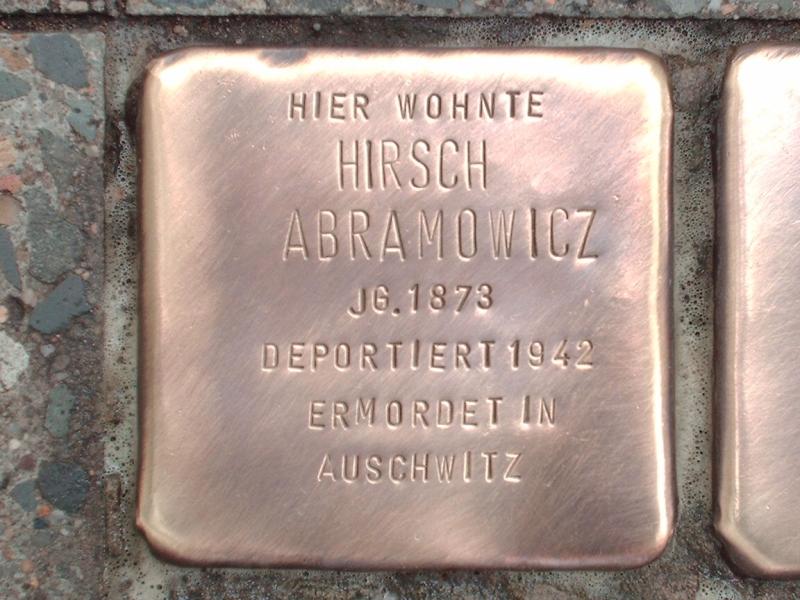 HIER WOHNTE
HIRSCH
ABRAMOWICZ
JG.1873
DEPORTIERT 1942
ERMORDET IN
AUSCHWITZ